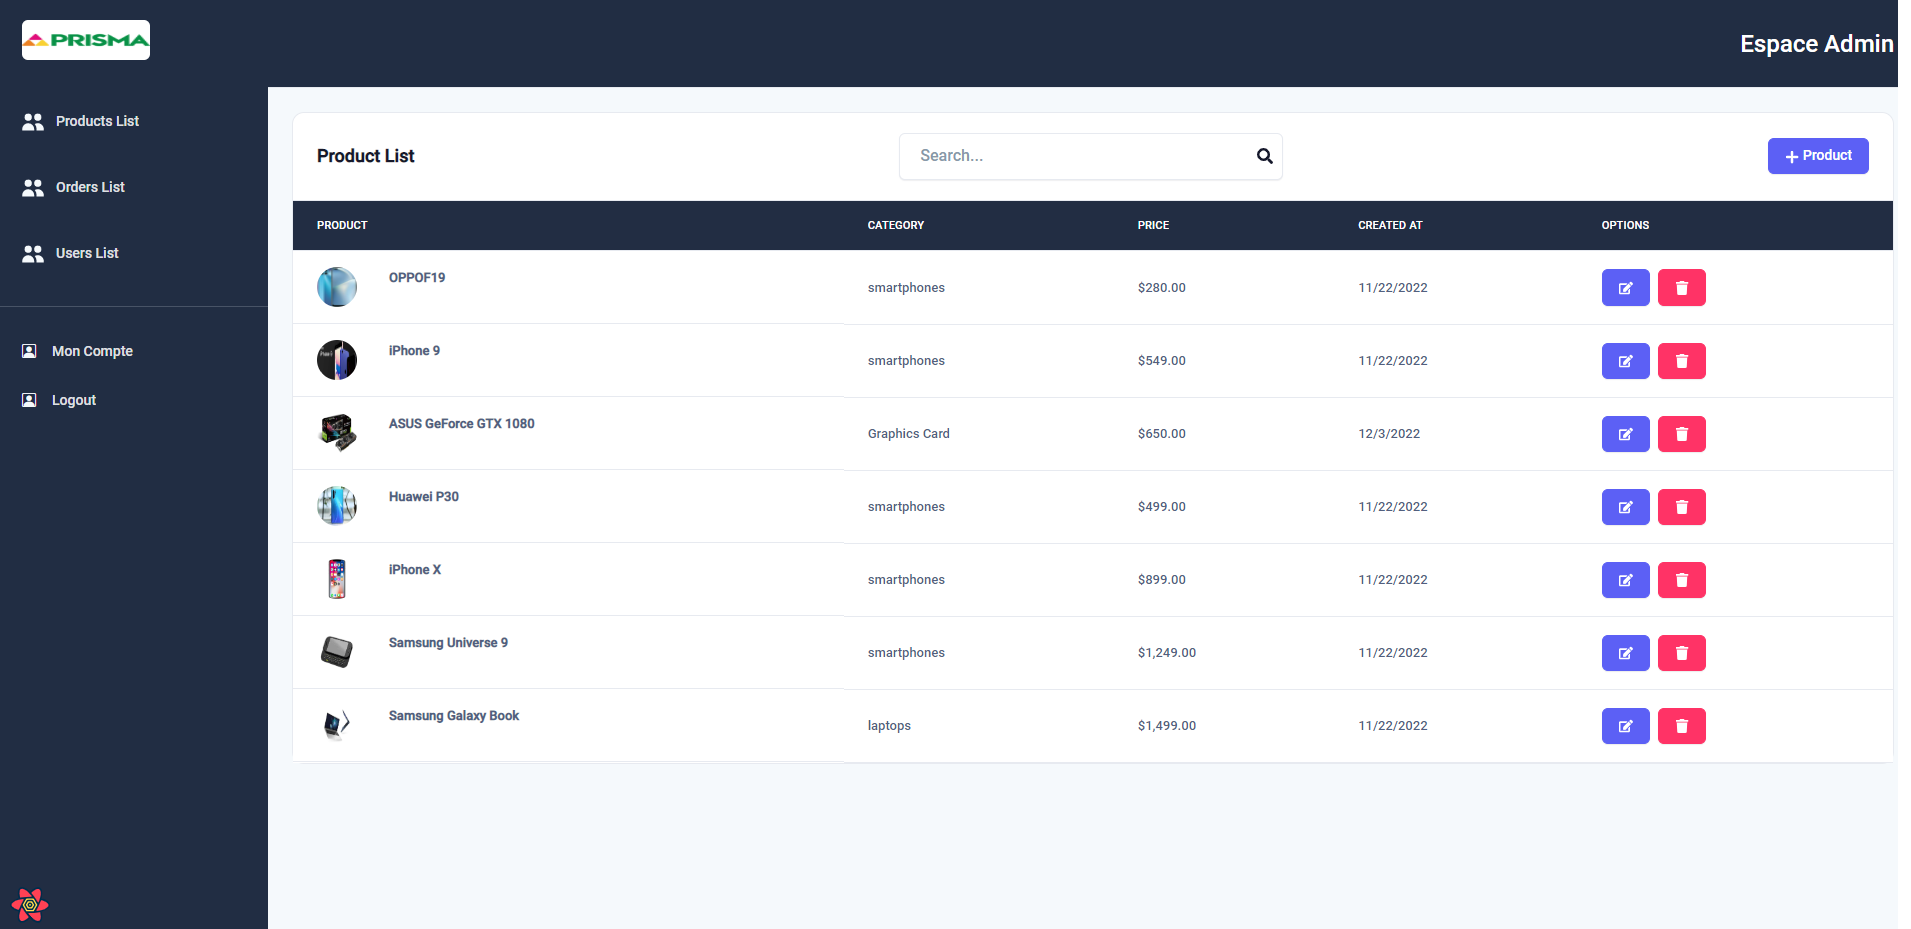 PRISMA
Espace Admin
Products List
Orders List
Users List
Mon Compte
Logout
Product List
Search...
Product
PRODUCT CATEGORY PRICE CREATED AT OPTIONS
OPPOF19 smartphones $280.00 11/22/2022
iPhone 9 smartphones $549.00 11/22/2022
ASUS GeForce GTX 1080 Graphics Card $650.00 12/3/2022
Huawei P30 smartphones $499.00 11/22/2022
iPhone X smartphones $899.00 11/22/2022
Samsung Universe 9 smartphones $1,249.00 11/22/2022
Samsung Galaxy Book laptops $1,499.00 11/22/2022